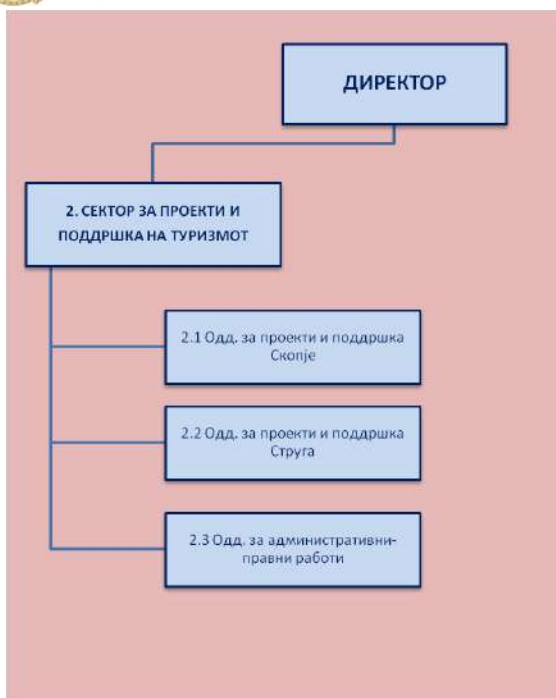 ДИРЕКТОР
2. СЕКТОР ЗА ПРОЕКТИ И
ПОДДРШКА НА ТУРИЗМОТ
2.1 Одд. за проекти и поддршка
Скопје
2.2 Одд. за проекти и поддршка
Струга
2.3 Одд. за административни-
правни работи